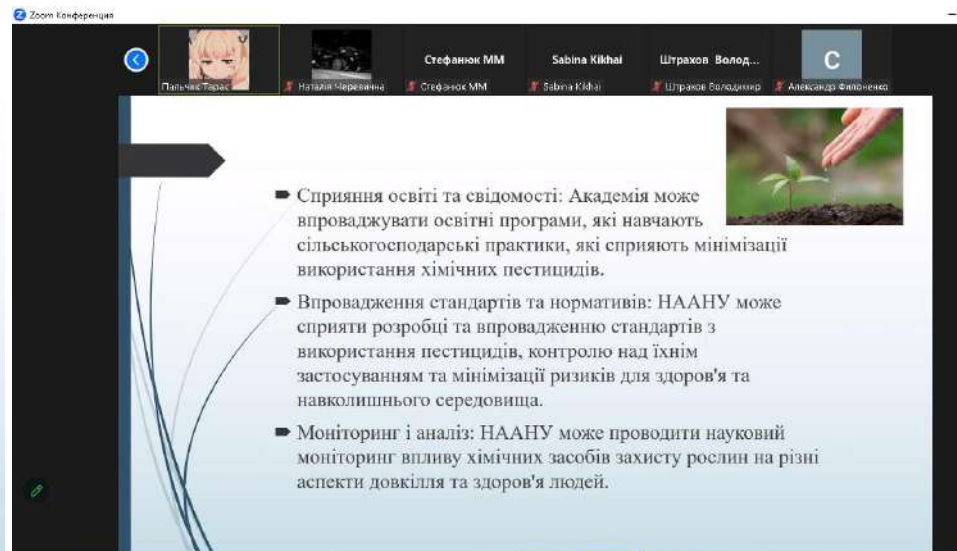 Zoom Конференция
Стефанюк ММ
Sabina Kikhai
Штрахов Волод...
С
Пальчик Тарас
Наталія Черевична
Стефанюк ММ
Sabina Kikhai
Штрахов Володимир
Александр Филоненко
Сприяння освіті та свідомості: Академія може
впроваджувати освітні програми, які навчають
сільськогосподарські практики, які сприяють мінімізації
використання хімічних пестицидів.
Впровадження стандартів та нормативів: НААНУ може
сприяти розробці та впровадженню стандартів з
використання пестицидів, контролю над їхнім
застосуванням та мінімізації ризиків для здоров'я та
навколишнього середовища.
Моніторинг і аналіз: НААНУ може проводити науковий
моніторинг впливу хімічних засобів захисту рослин на різні
аспекти довкілля та здоров'я людей.